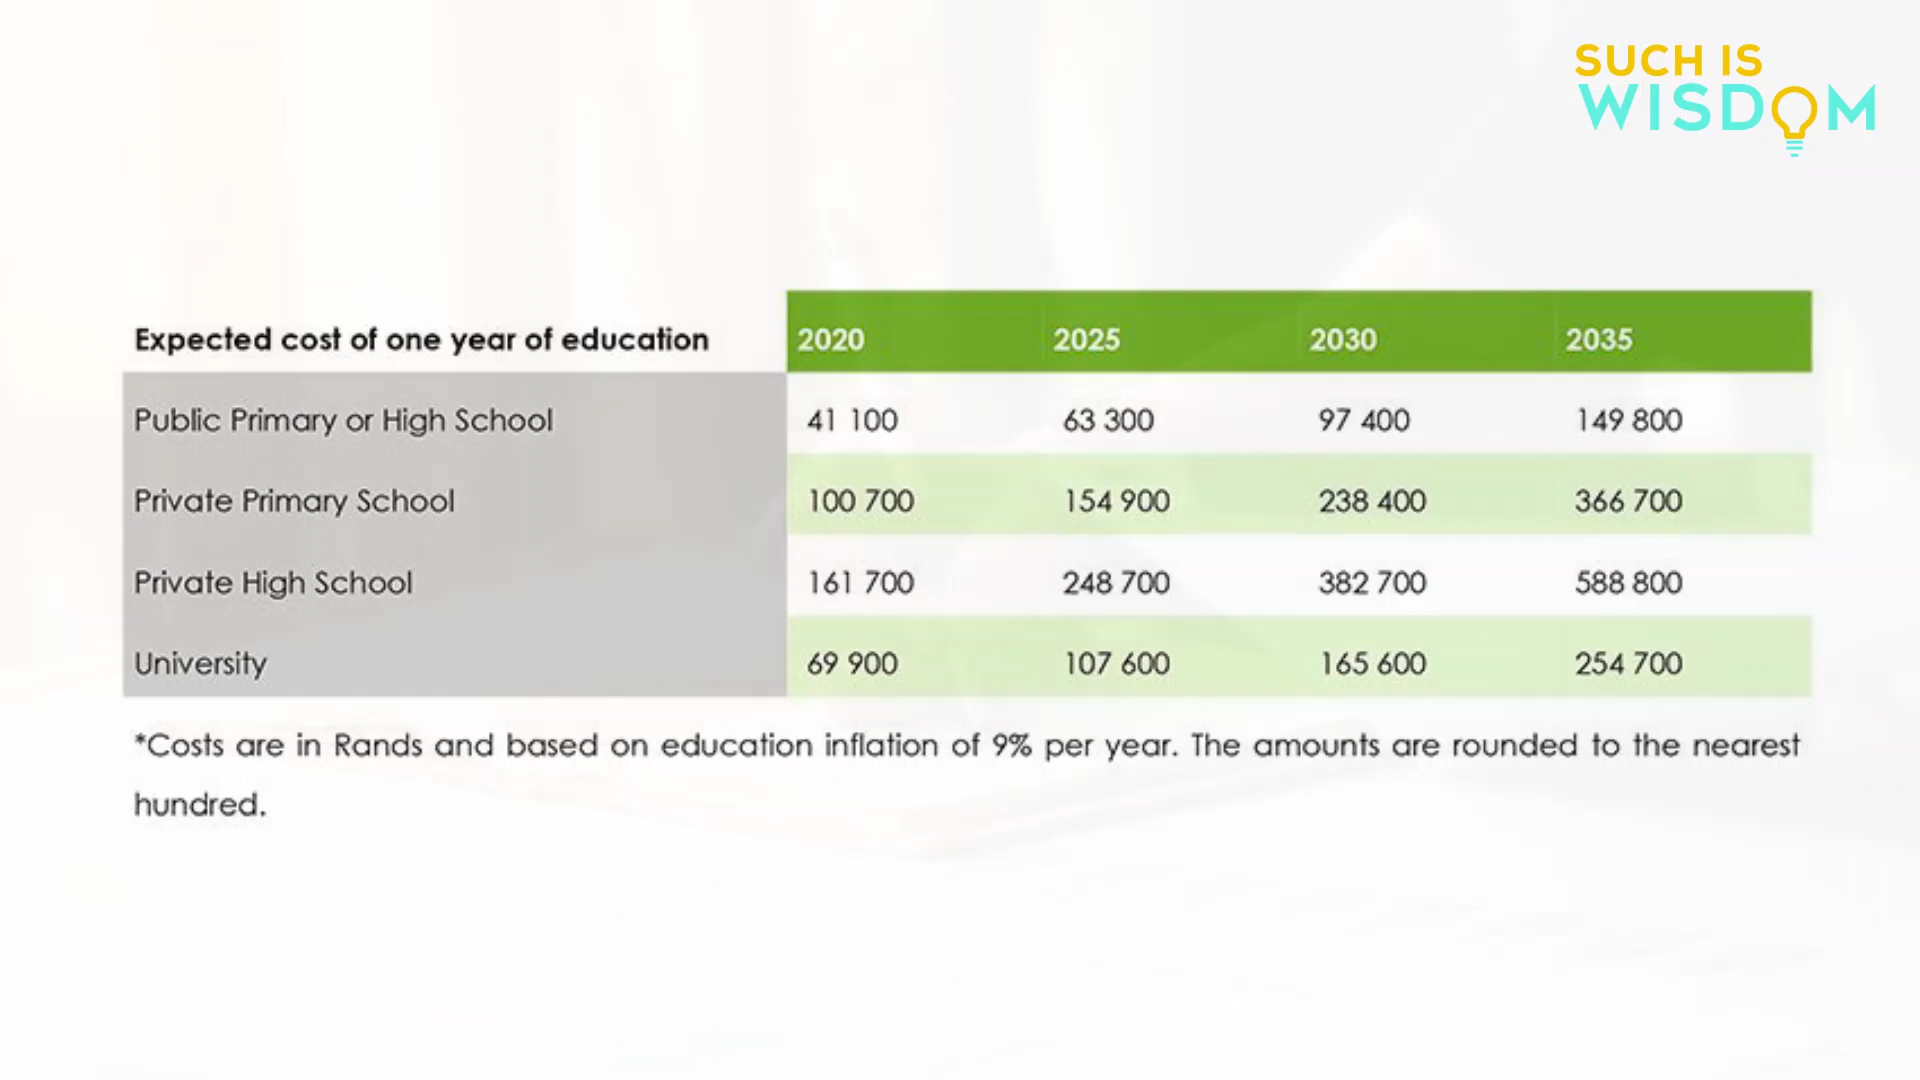 SUCH IS
WISDOM
Expected cost of one year of education 2020 2025 2030 2035
Public Primary or High School 41 100 63 300 97 400 149 800
Private Primary School 100 700 154 900 238 400 366 700
Private High School 161 700 248 700 382 700 588 800
University 69 900 107 600 165 600 254 700
*Costs are in Rands and based on education inflation of 9% per year. The amounts are rounded to the nearest
hundred.